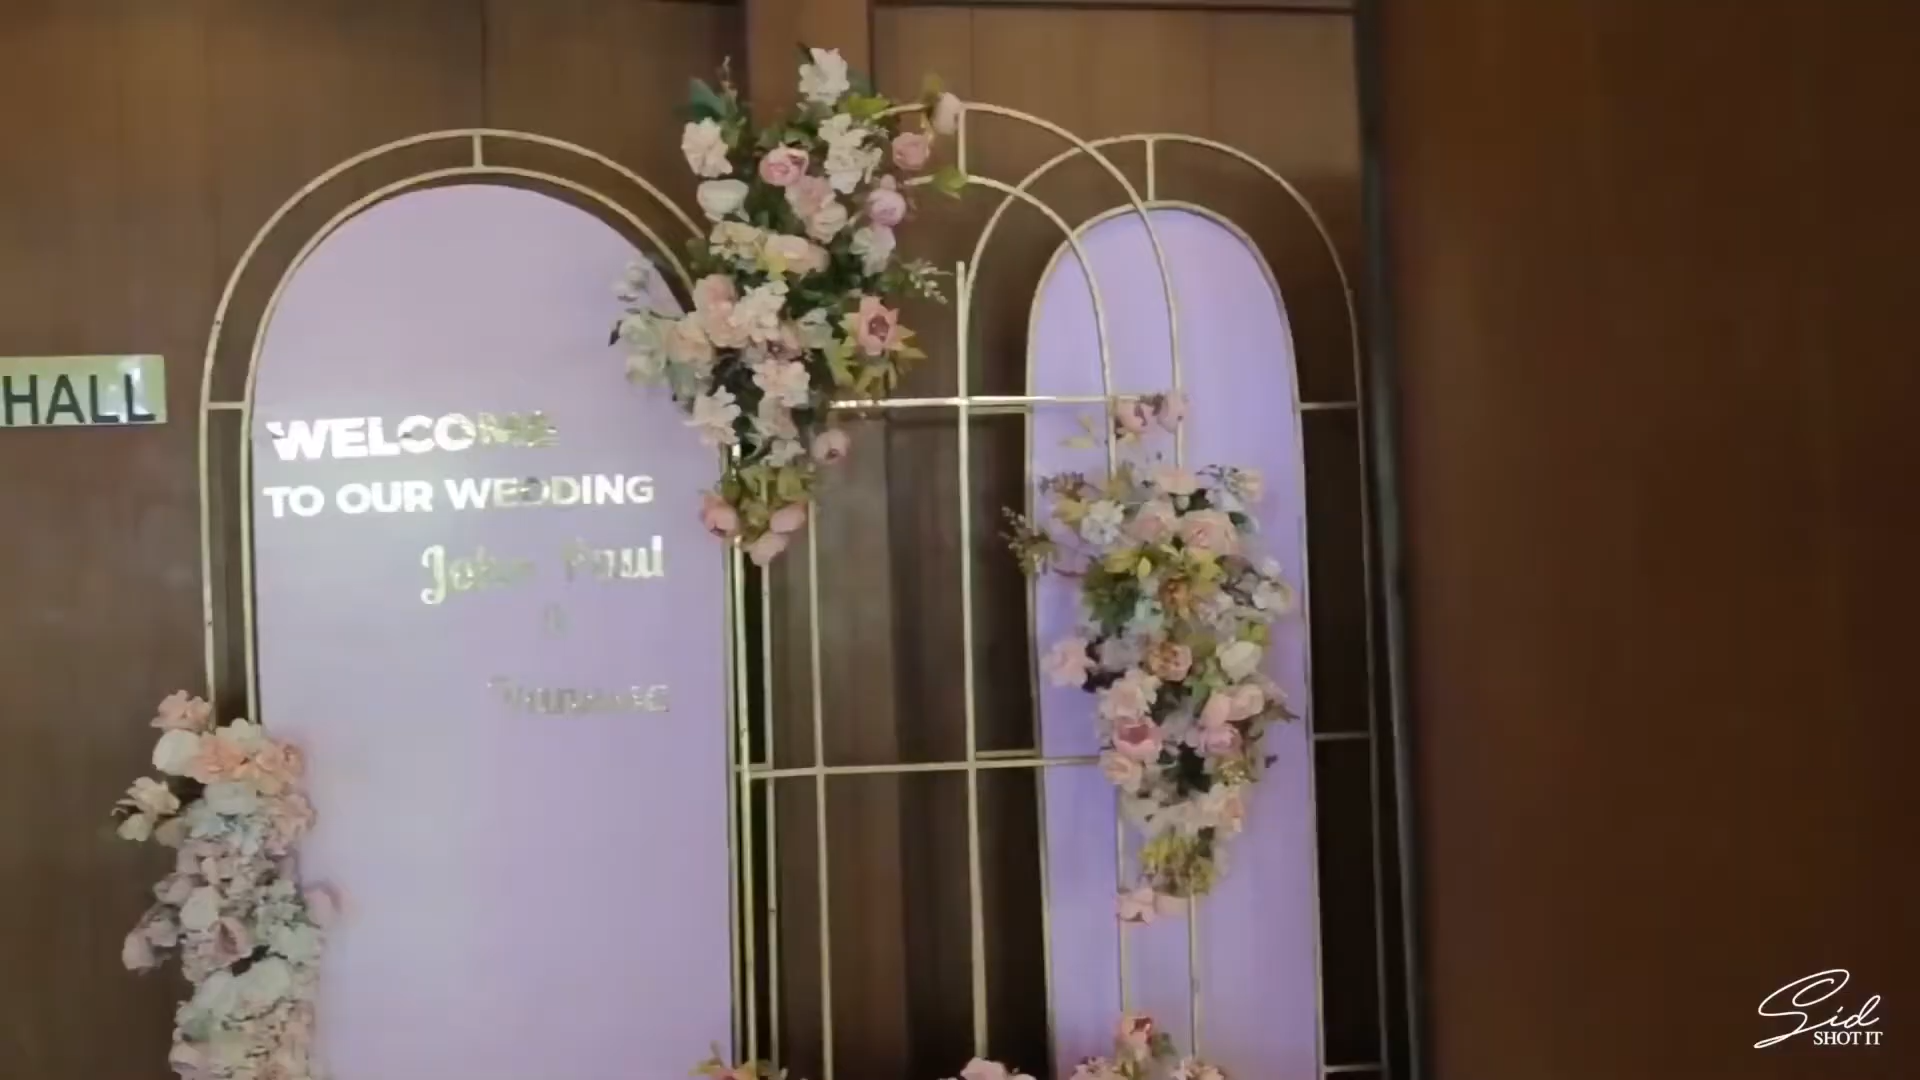 HALL
WELCOME
TO OUR WEDDING
John Paul
&
Sid
SHOT IT